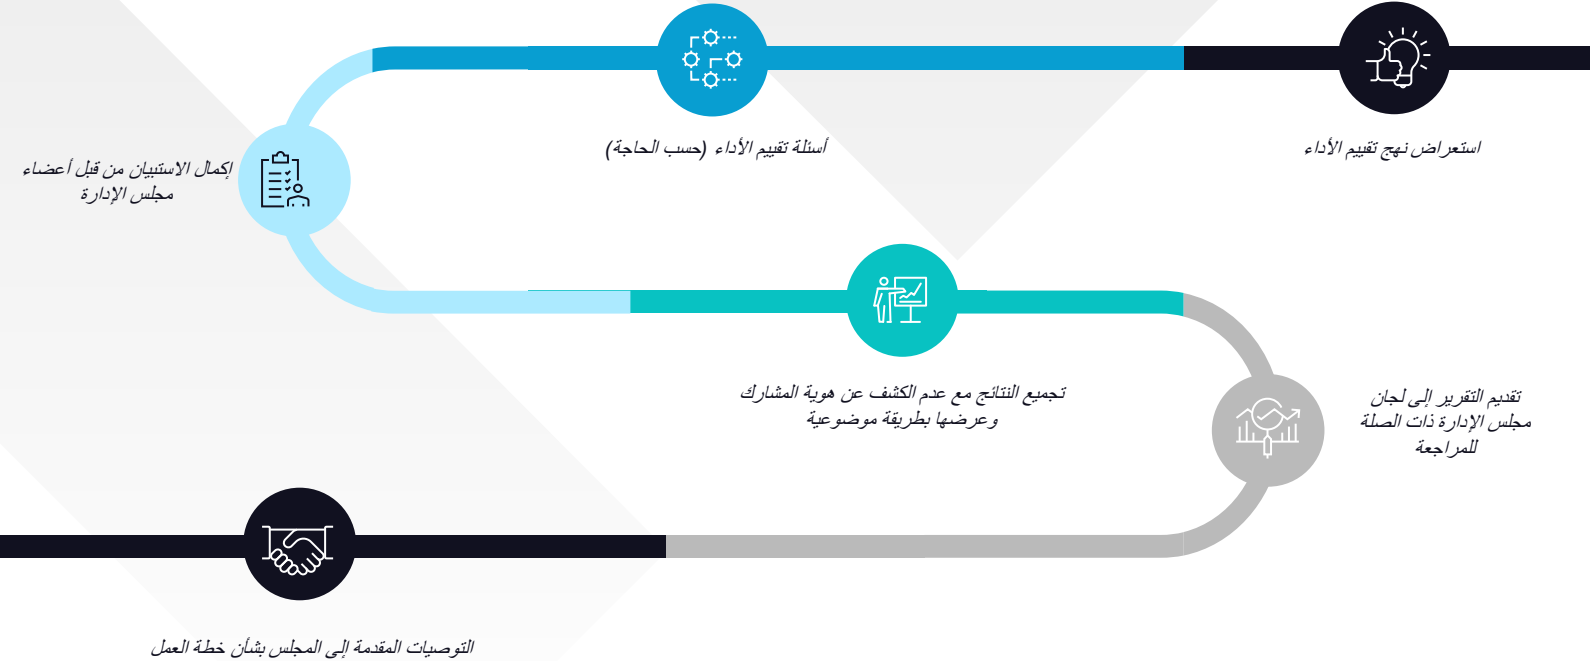 استعراض نهج تقييم الأداء
أسئلة تقييم الأداء (حسب الحاجة)
إكمال الاستبيان من قبل أعضاء
مجلس الإدارة
تجميع النتائج مع عدم الكشف عن هوية المشارك
وعرضها بطريقة موضوعية
تقديم التقرير إلى لجان
مجلس الإدارة ذات الصلة
للمراجعة
التوصيات المقدمة إلى المجلس بشأن خطة العمل